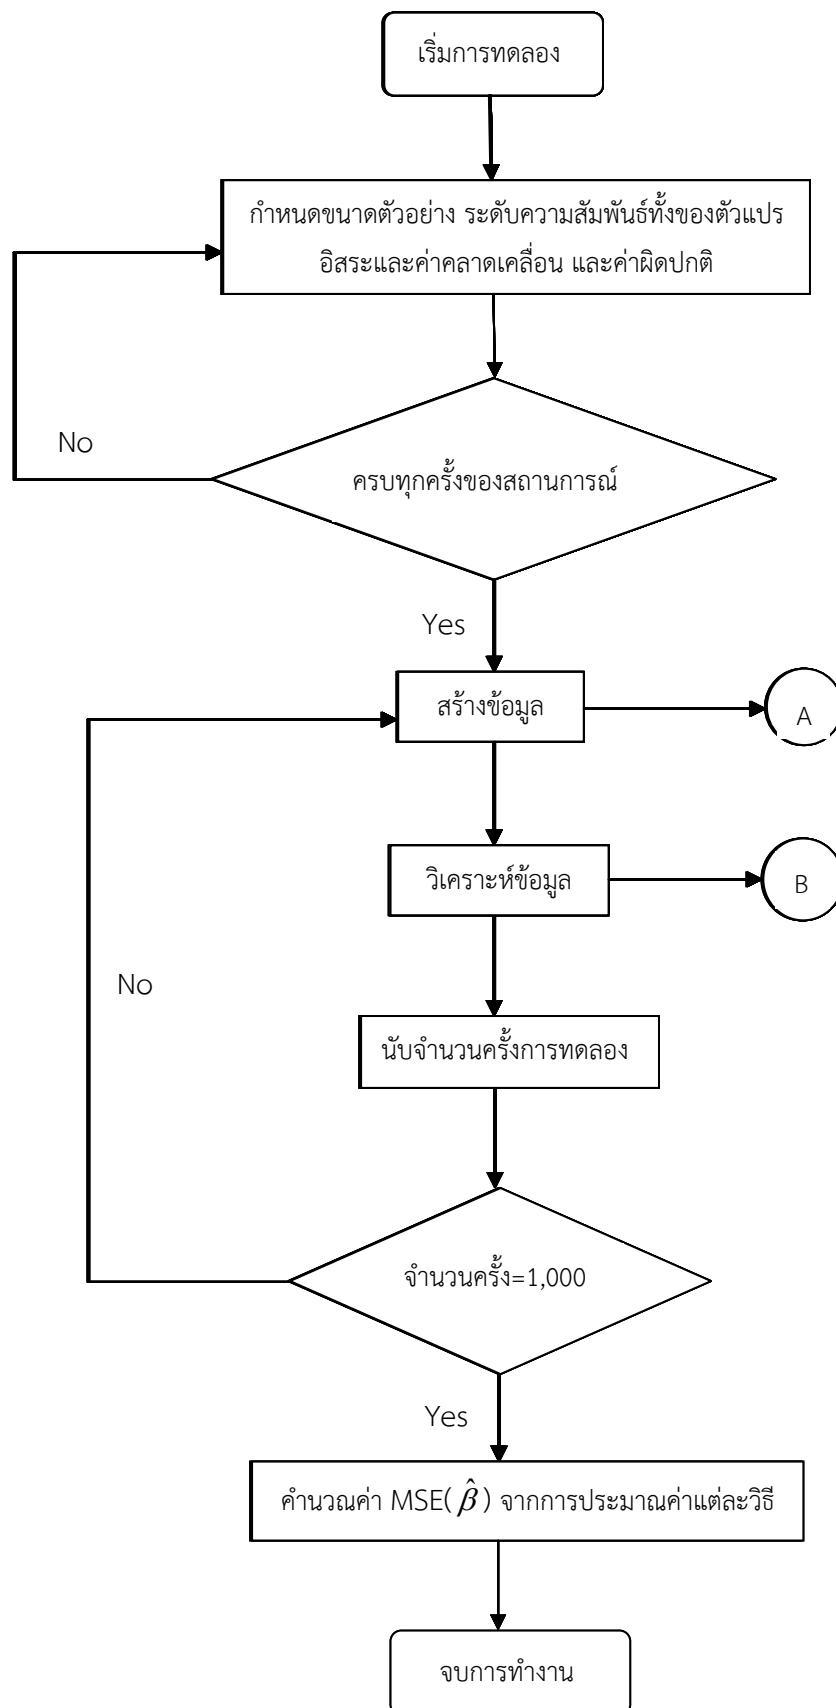 เริ่มการทดลอง
กำหนดขนาดตัวอย่าง ระดับความสัมพันธ์ทั้งของตัวแปร
อิสระและค่าคลาดเคลื่อน และค่าผิดปกติ
No
ครบทุกครั้งของสถานการณ์
Yes
สร้างข้อมูล
A
วิเคราะห์ข้อมูล
B
No
นับจำนวนครั้งการทดลอง
จำนวนครั้ง=1,000
Yes
คำนวณค่า MSE(β̂) จากการประมาณค่าแต่ละวิธี
จบการทำงาน